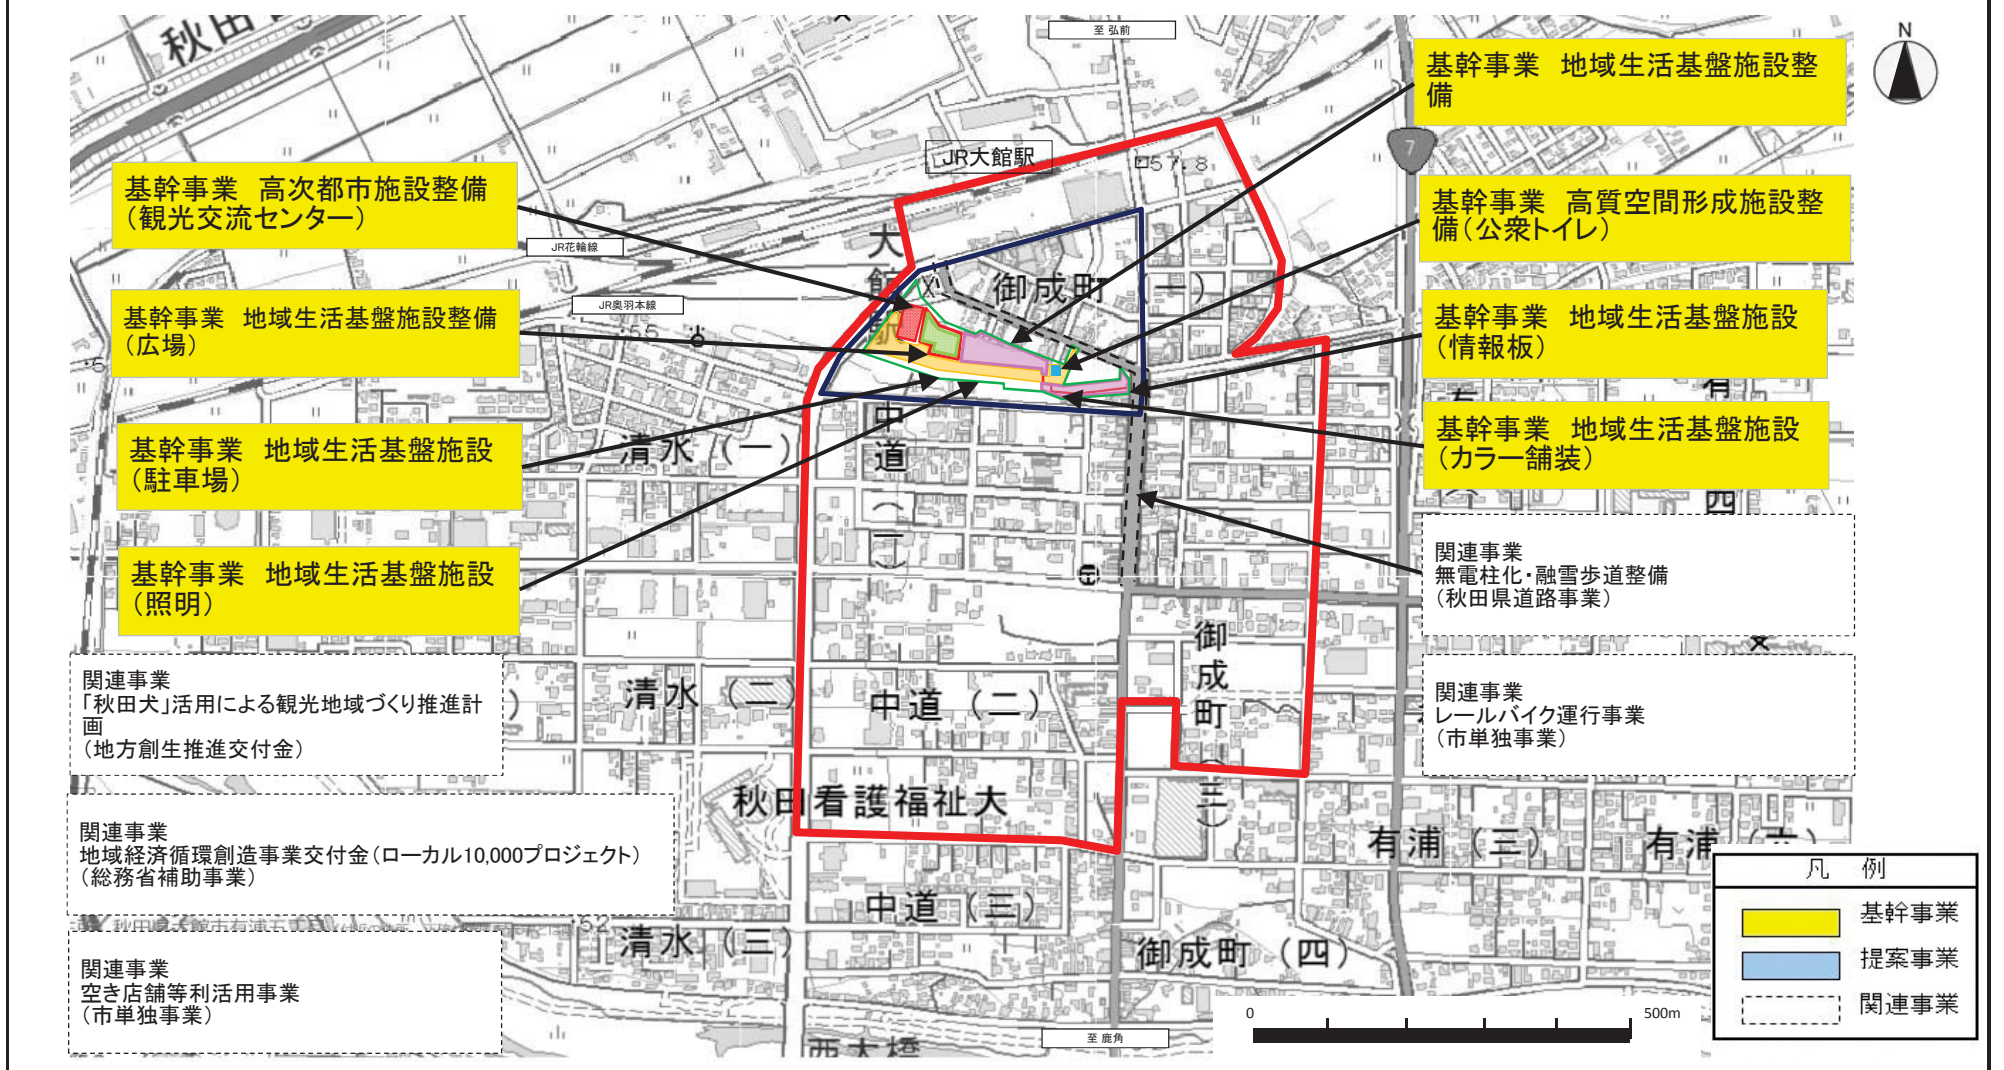 至 弘前
N
基幹事業 地域生活基盤施設整
備
7
JR大館駅
57.8
基幹事業 高次都市施設整備
(観光交流センター)
基幹事業 高質空間形成施設整
備(公衆トイレ)
JR花輪線
大館駅
御成町(一)
JR奥羽本線
基幹事業 地域生活基盤施設整備
(広場)
基幹事業 地域生活基盤施設
(情報板)
基幹事業 地域生活基盤施設
(駐車場)
清水(一)
中道(一)
基幹事業 地域生活基盤施設
(カラー舗装)
有
四
基幹事業 地域生活基盤施設
(照明)
関連事業
無電柱化・融雪歩道整備
(秋田県道路事業)
関連事業
「秋田犬」活用による観光地域づくり推進計
画
(地方創生推進交付金)
清水(二)
中道(二)
御成町(三)
関連事業
レールバイク運行事業
(市単独事業)
秋田看護福祉大
関連事業
地域経済循環創造事業交付金(ローカル10,000プロジェクト)
(総務省補助事業)
有浦(三)
有浦(六)
中道(三)
清水(三)
御成町(四)
関連事業
空き店舗等利活用事業
(市単独事業)
至 鹿角
西大橋
0
500m
凡 例
基幹事業
提案事業
関連事業